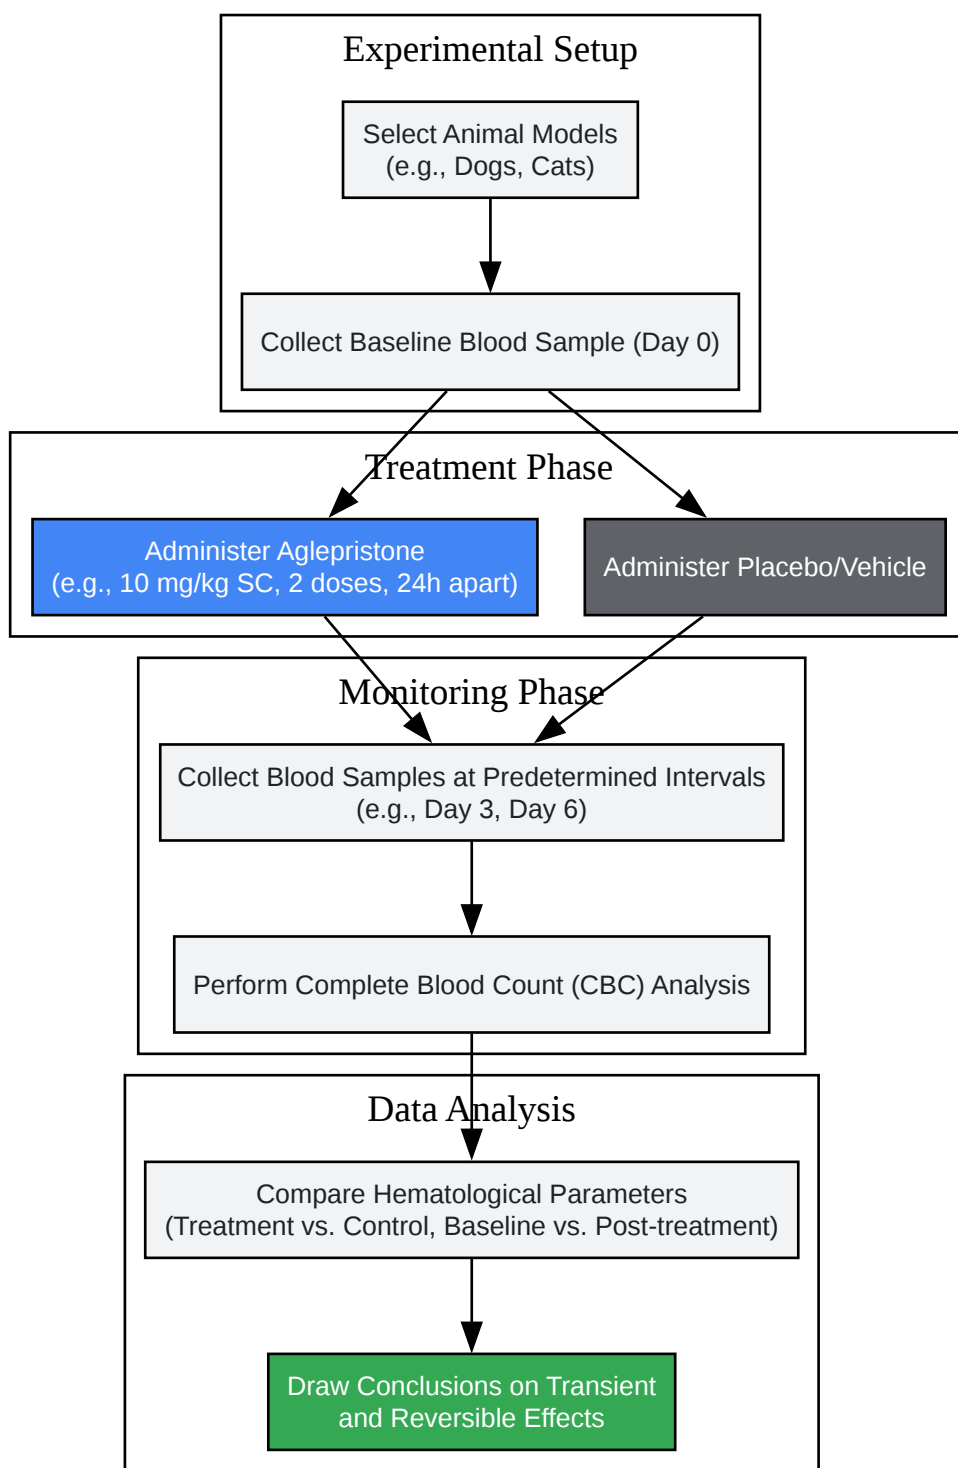 Experimental Setup
Select Animal Models
(e.g., Dogs, Cats)
Collect Baseline Blood Sample (Day 0)
Treatment Phase
Administer Aglepristone
(e.g., 10 mg/kg SC, 2 doses, 24h apart)
Administer Placebo/Vehicle
Monitoring Phase
Collect Blood Samples at Predetermined Intervals
(e.g., Day 3, Day 6)
Perform Complete Blood Count (CBC) Analysis
Data Analysis
Compare Hematological Parameters
(Treatment vs. Control, Baseline vs. Post-treatment)
Draw Conclusions on Transient
and Reversible Effects